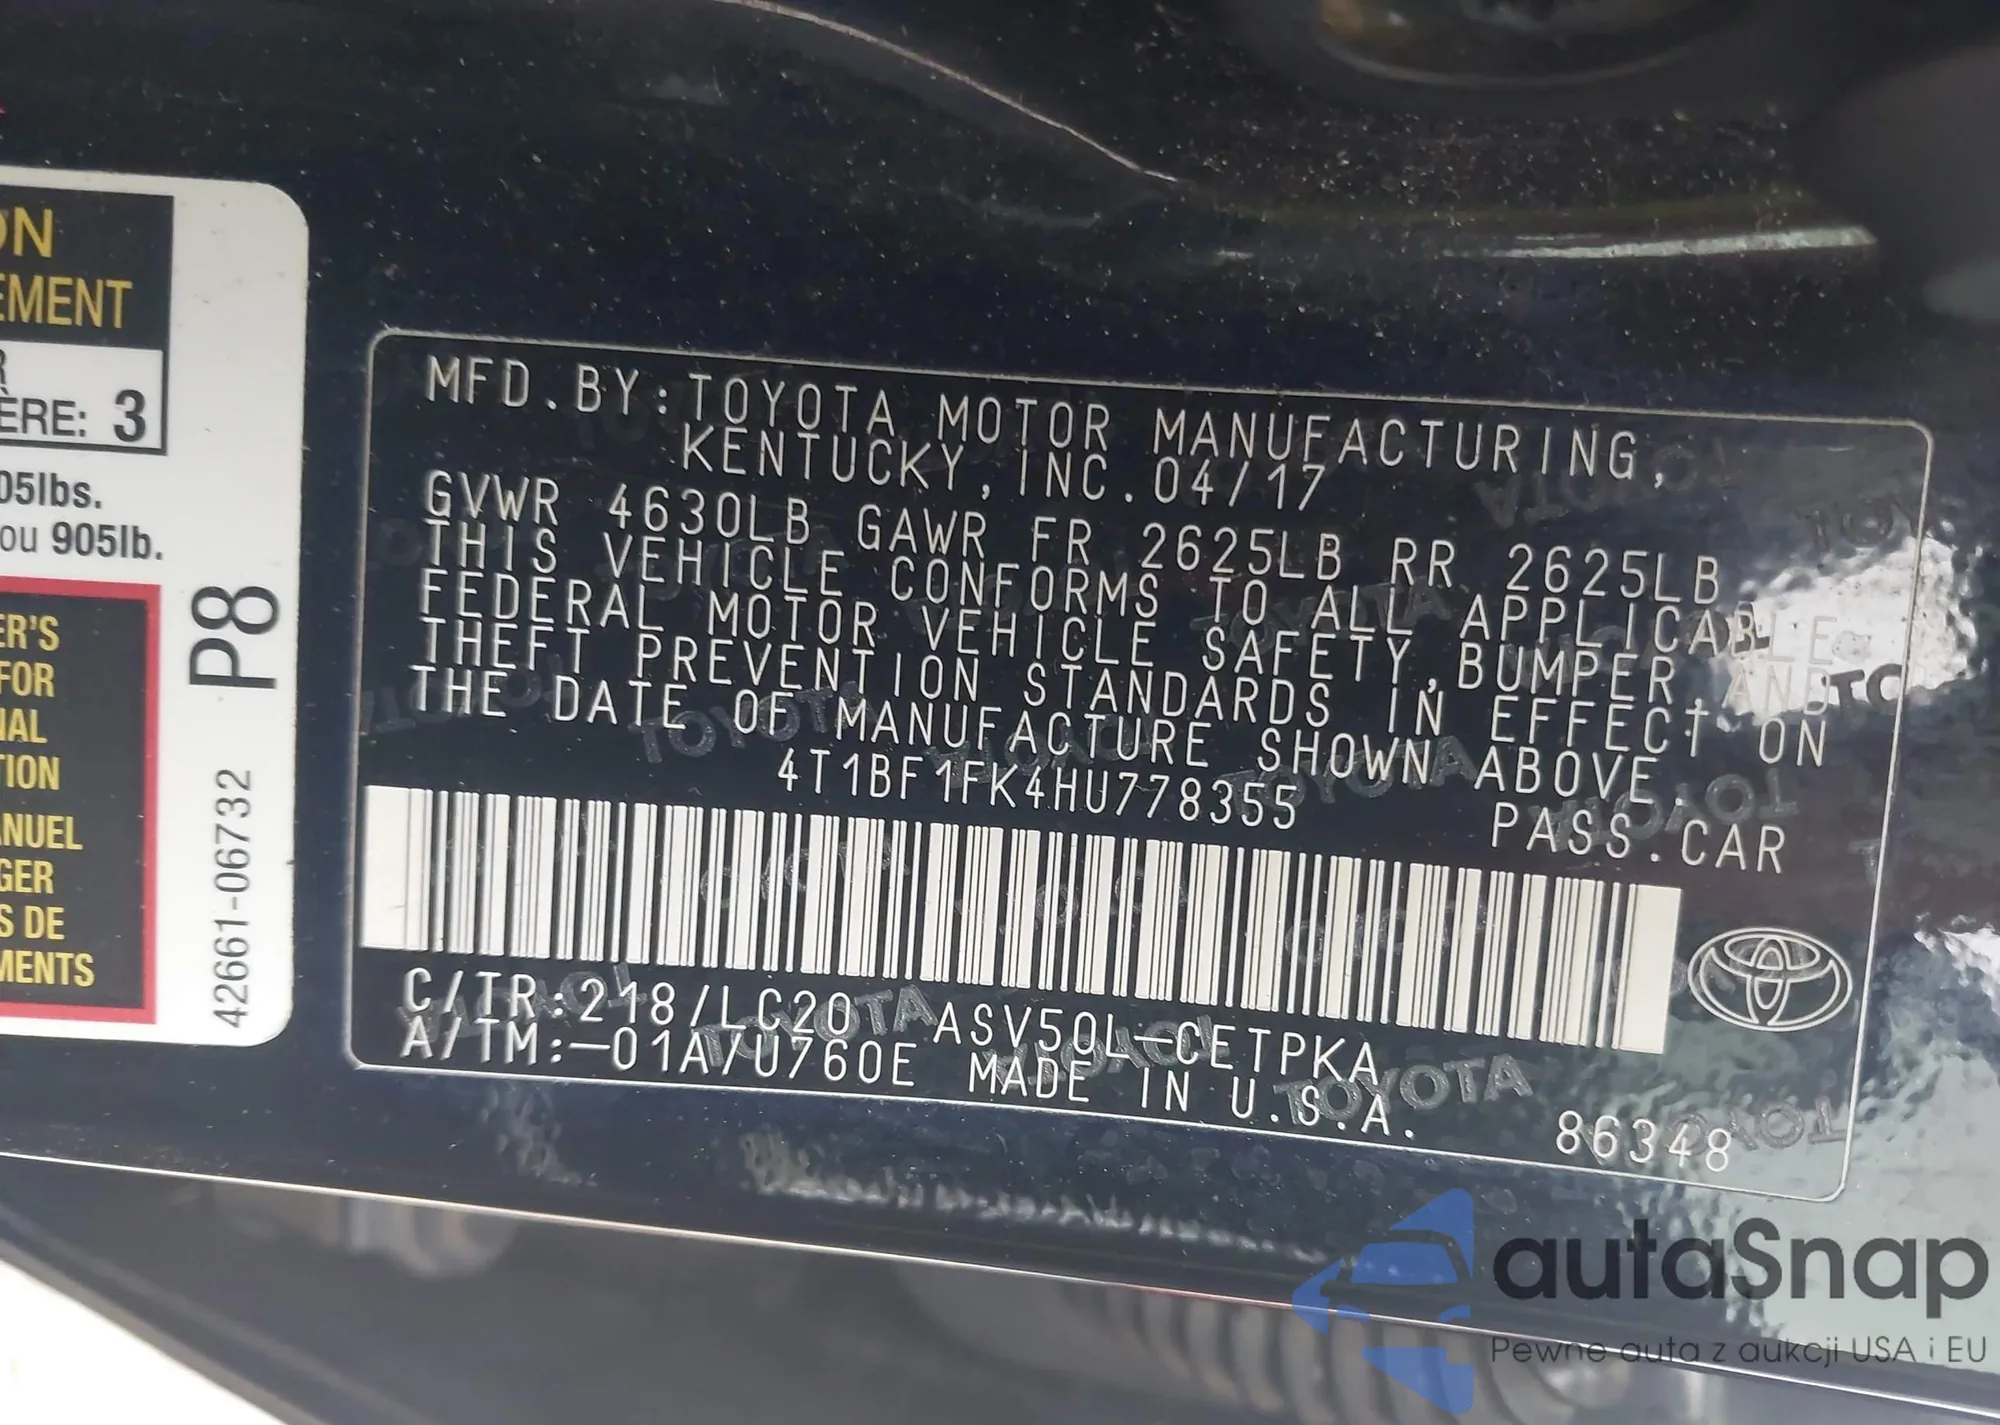 ON
EMENT
R
ÈRE: 3
05lbs.
ou 905lb.
ER'S
FOR
NAL
TION
ANUEL
GER
S DE
MENTS
P8
42661-06732
MFD.BY:TOYOTA MOTOR MANUFACTURING,
KENTUCKY,INC.04/17
GVWR 4630LB GAWR FR 2625LB RR 2625LB
THIS VEHICLE CONFORMS TO ALL APPLICABLE
FEDERAL MOTOR VEHICLE SAFETY,BUMPER,AND
THEFT PREVENTION STANDARDS IN EFFECT ON
THE DATE OF MANUFACTURE SHOWN ABOVE.
4T1BF1FK4HU778355
PASS.CAR
C/TR:218/LC20 ASV50L-CETPKA
A/TM:-01A/U760E MADE IN U.S.A.
86348
autaSnap
Pewne auta z aukcji USA i EU